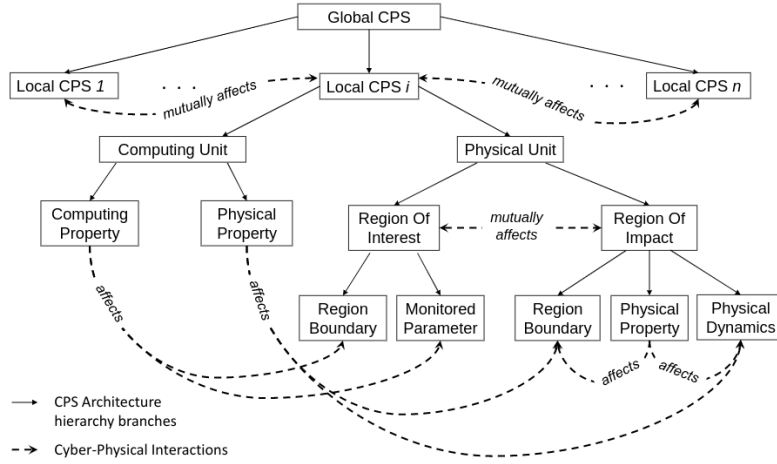 Global CPS
Local CPS 1
. . .
Local CPS i
. . .
Local CPS n
mutually affects
mutually affects
Computing Unit
Physical Unit
Computing
Property
Physical
Property
Region Of
Interest
mutually
affects
Region Of
Impact
affects
affects
Region
Boundary
Monitored
Parameter
Region
Boundary
Physical
Property
Physical
Dynamics
affects
affects
CPS Architecture
hierarchy branches
Cyber-Physical Interactions